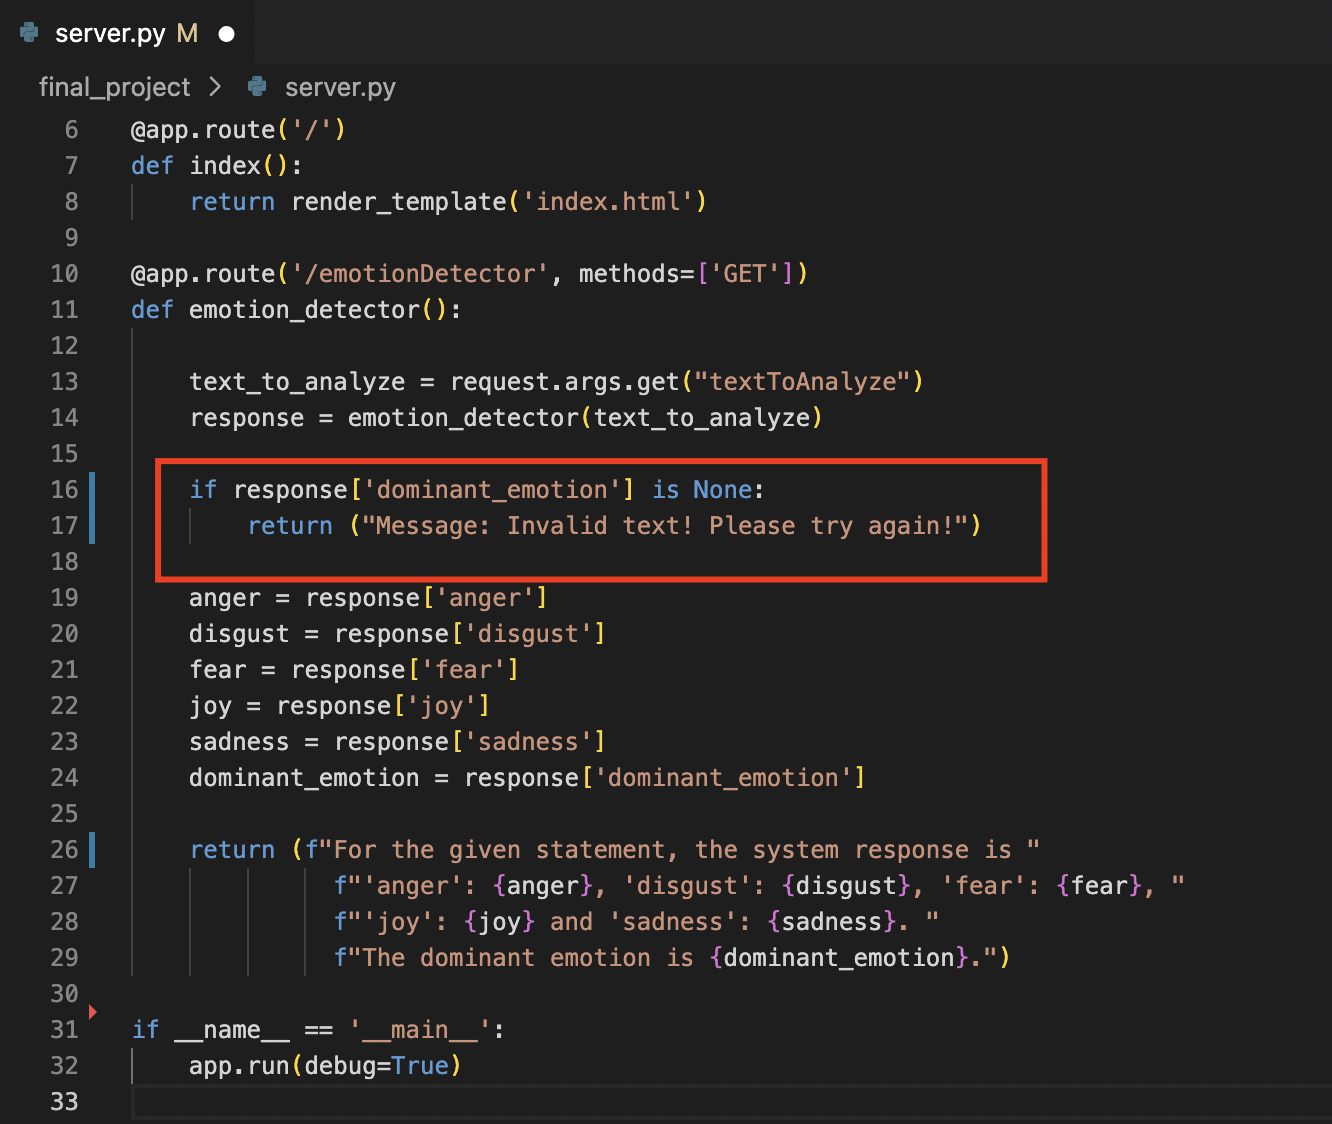 server.py M
final_project > server.py
6 @app.route('/')
7 def index():
8     return render_template('index.html')
9
10 @app.route('/emotionDetector', methods=['GET'])
11 def emotion_detector():
12
13     text_to_analyze = request.args.get("textToAnalyze")
14     response = emotion_detector(text_to_analyze)
15
16     if response['dominant_emotion'] is None:
17         return ("Message: Invalid text! Please try again!")
18
19     anger = response['anger']
20     disgust = response['disgust']
21     fear = response['fear']
22     joy = response['joy']
23     sadness = response['sadness']
24     dominant_emotion = response['dominant_emotion']
25
26     return (f"For the given statement, the system response is "
27               f"'anger': {anger}, 'disgust': {disgust}, 'fear': {fear}, "
28               f"'joy': {joy} and 'sadness': {sadness}. "
29               f"The dominant emotion is {dominant_emotion}.")
30
31 if __name__ == '__main__':
32     app.run(debug=True)
33